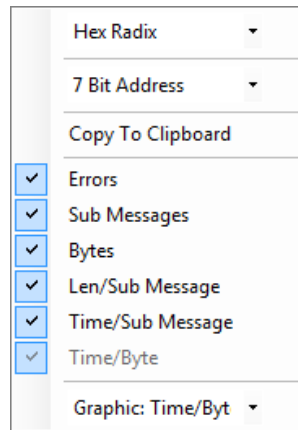 Hex Radix
7 Bit Address
Copy To Clipboard
Errors
Sub Messages
Bytes
Len/Sub Message
Time/Sub Message
Time/Byte
Graphic: Time/Byt